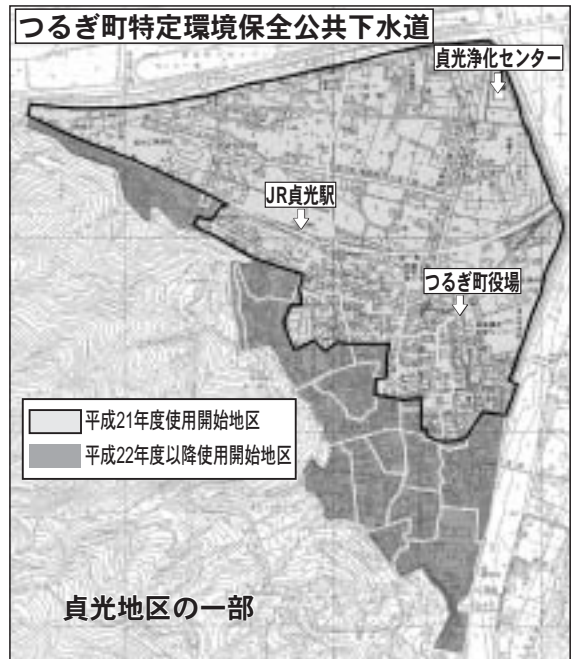 つるぎ町特定環境保全公共下水道
貞光浄化センター
JR貞光駅
つるぎ町役場
平成21年度使用開始地区
平成22年度以降使用開始地区
貞光地区の一部